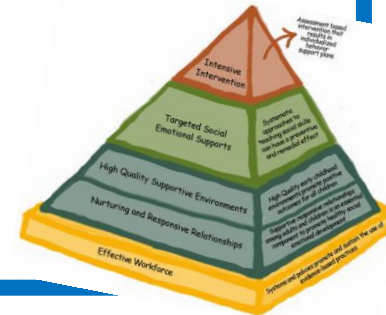 Assessment based
intervention that
results in
individualized
behavior
support plans
Intensive
Intervention
Targeted Social
Emotional Supports
Systematic
approaches to
teaching social skills
can have a preventive
and remedial effect
High Quality Supportive Environments
High Quality early childhood
environments promote positive
outcomes for all children
Nurturing and Responsive Relationships
Supportive responsive relationships
among adults and children is an essential
component to promote healthy social
emotional development
Effective Workforce
Systems and policies promote and sustain the use of
evidence-based practices